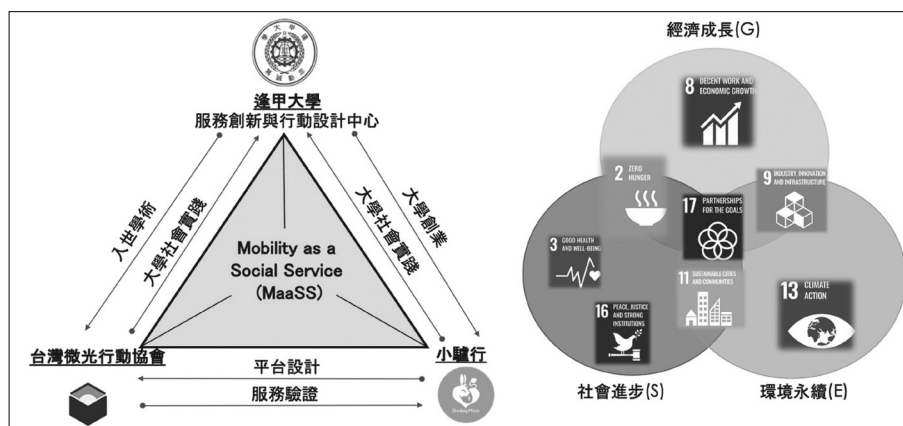 逢甲大學
服務創新與行動設計中心
入世學術
大學社會實踐
大學社會實踐
大學創業
Mobility as a
Social Service
(MaaSS)
台灣微光行動協會
小驢行
平台設計
服務驗證
DonkeyMove
經濟成長(G)
8 DECENT WORK AND
ECONOMIC GROWTH
2 ZERO
HUNGER
9 INDUSTRY, INNOVATION
AND INFRASTRUCTURE
17 PARTNERSHIPS
FOR THE GOALS
3 GOOD HEALTH
AND WELL-BEING
11 SUSTAINABLE CITIES
AND COMMUNITIES
13 CLIMATE
ACTION
16 PEACE, JUSTICE
AND STRONG
INSTITUTIONS
社會進步(S)
環境永續(E)